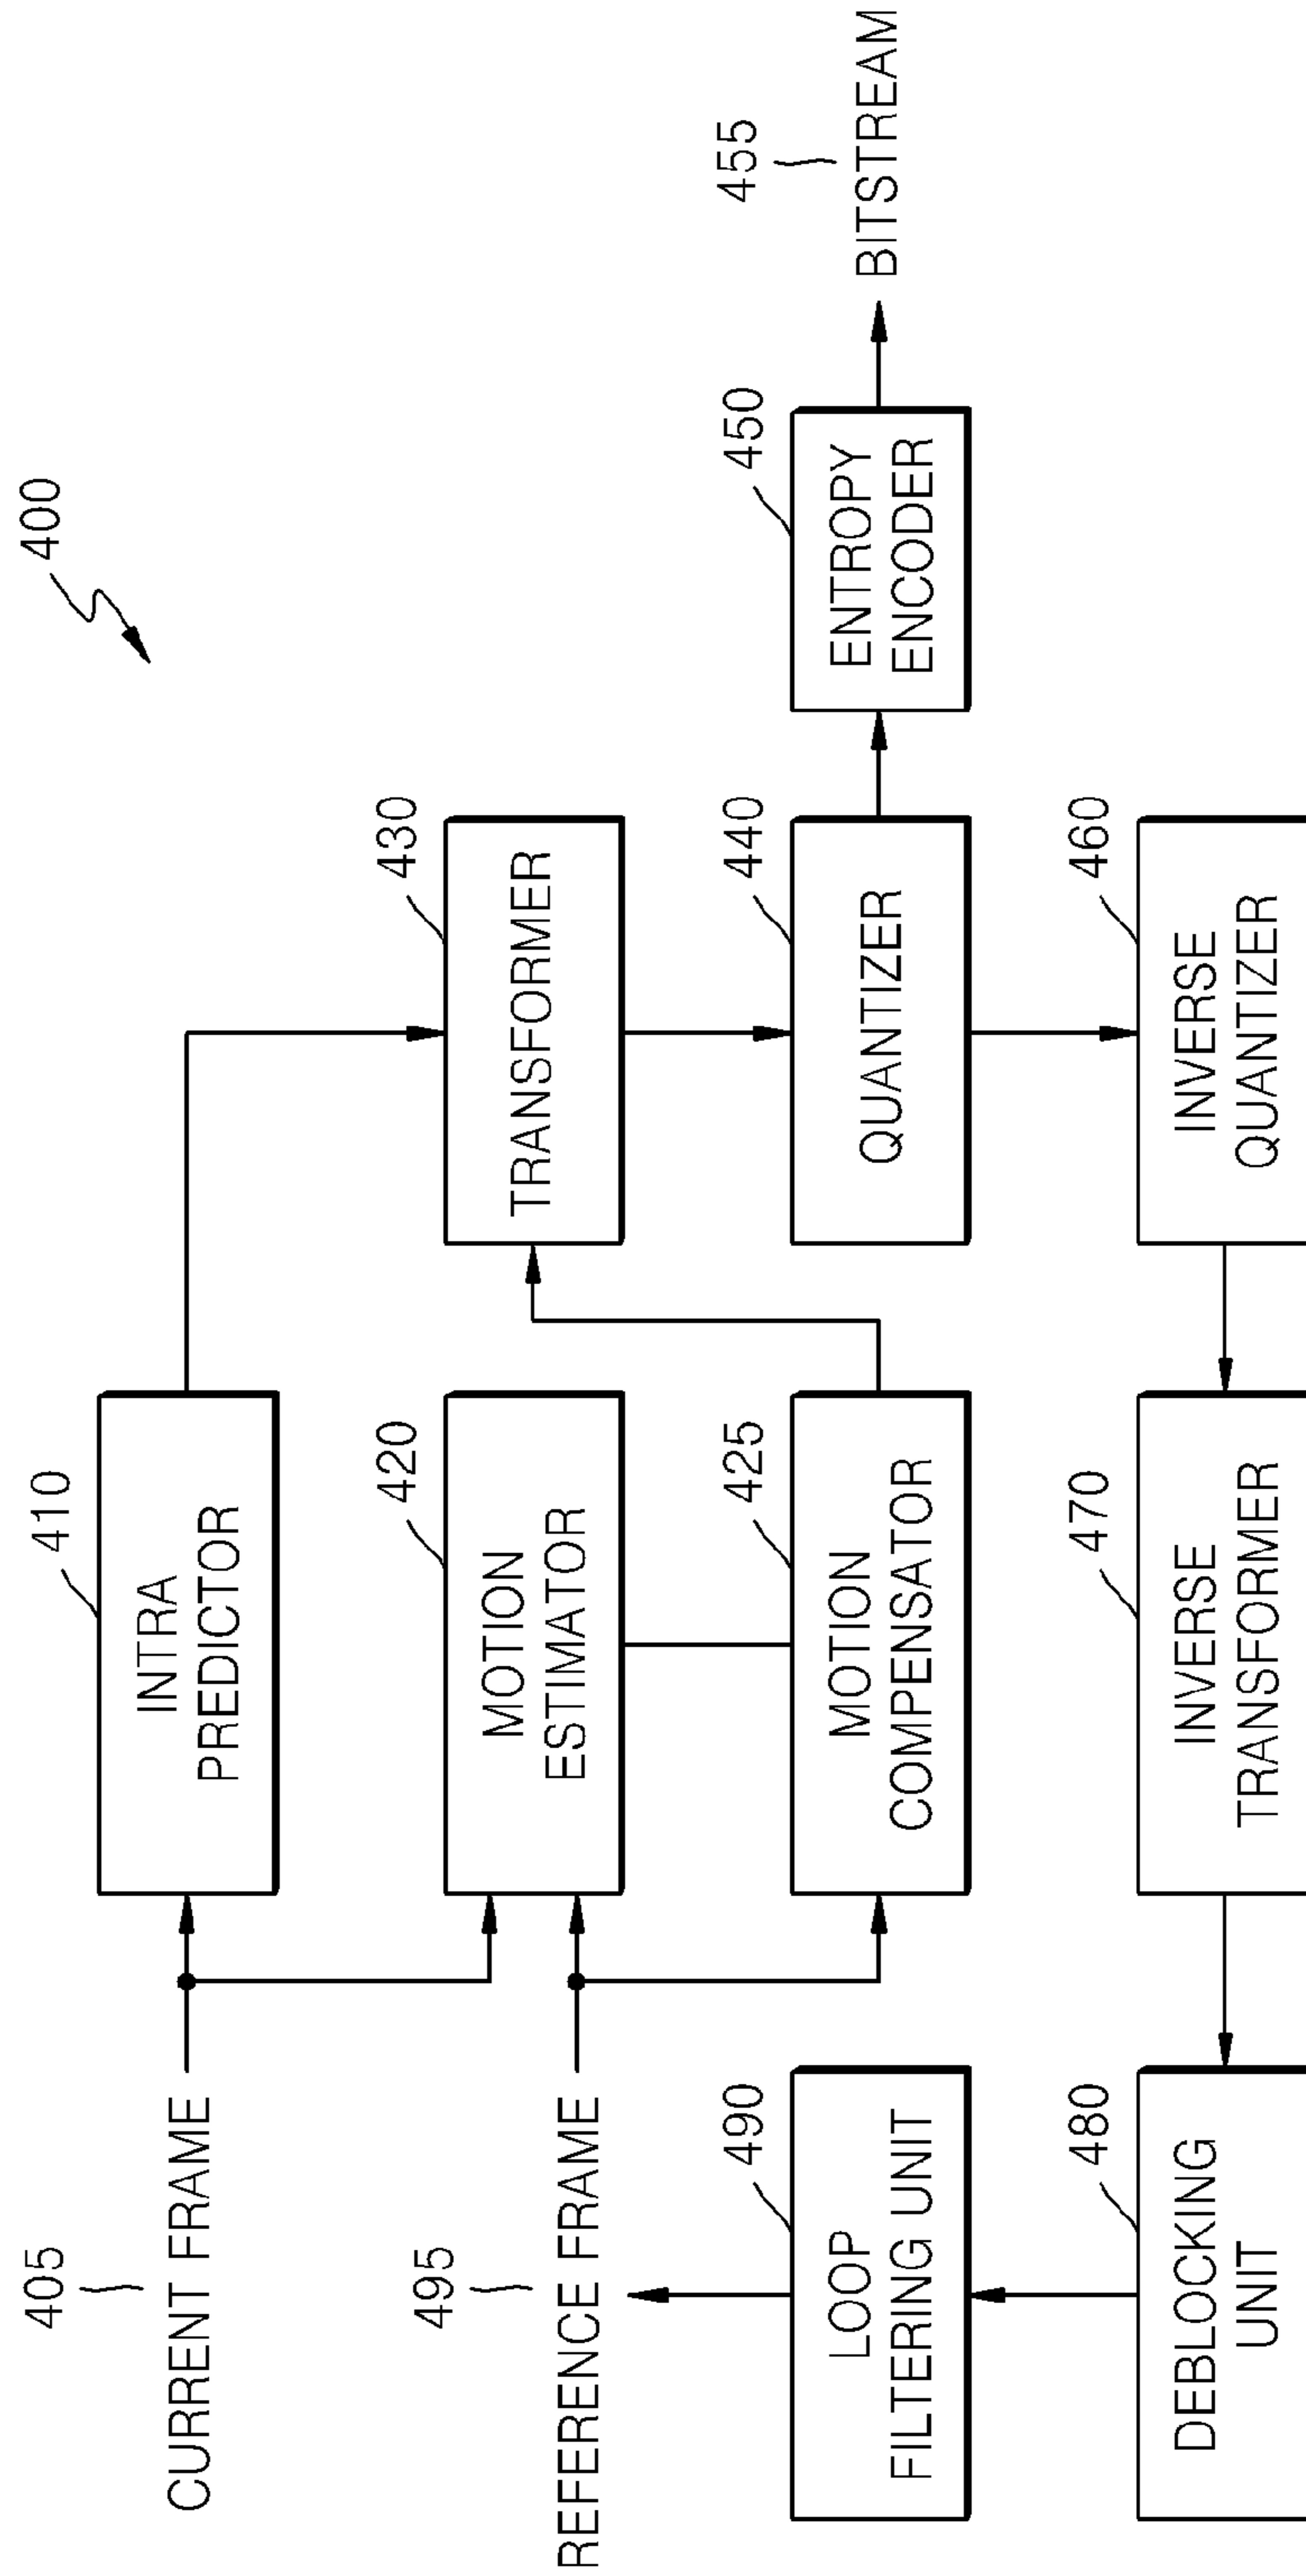 400
405
CURRENT FRAME
410
INTRA
PREDICTOR
495
REFERENCE FRAME
420
MOTION
ESTIMATOR
430
TRANSFORMER
490
LOOP
FILTERING UNIT
425
MOTION
COMPENSATOR
440
QUANTIZER
450
ENTROPY
ENCODER
455
BITSTREAM
480
DEBLOCKING
UNIT
470
INVERSE
TRANSFORMER
460
INVERSE
QUANTIZER